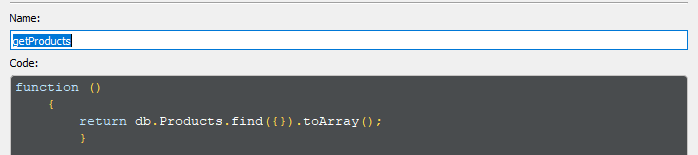 Name:
getProducts
Code:
function ()
{
return db.Products.find({}).toArray();
}